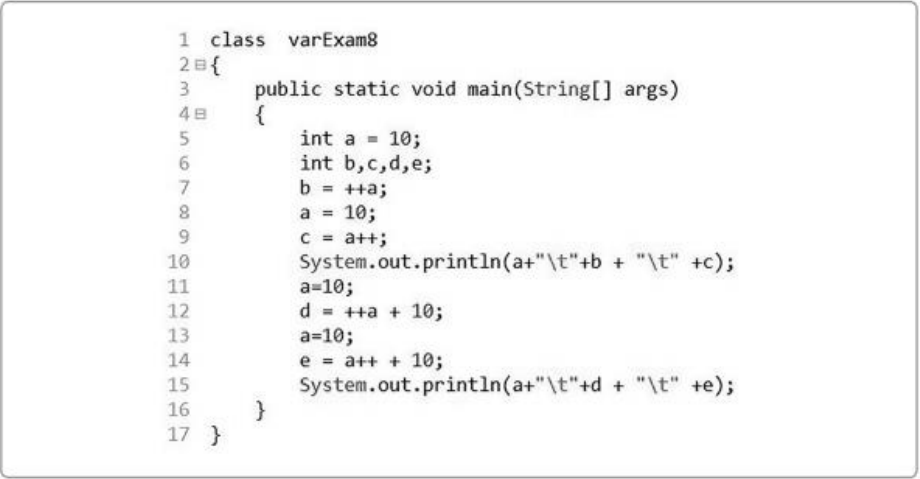 1 class  varExam8
2 {
3     public static void main(String[] args)
4     {
5         int a = 10;
6         int b,c,d,e;
7         b = ++a;
8         a = 10;
9         c = a++;
10         System.out.println(a+"\t"+b + "\t" +c);
11         a=10;
12         d = ++a + 10;
13         a=10;
14         e = a++ + 10;
15         System.out.println(a+"\t"+d + "\t" +e);
16     }
17 }